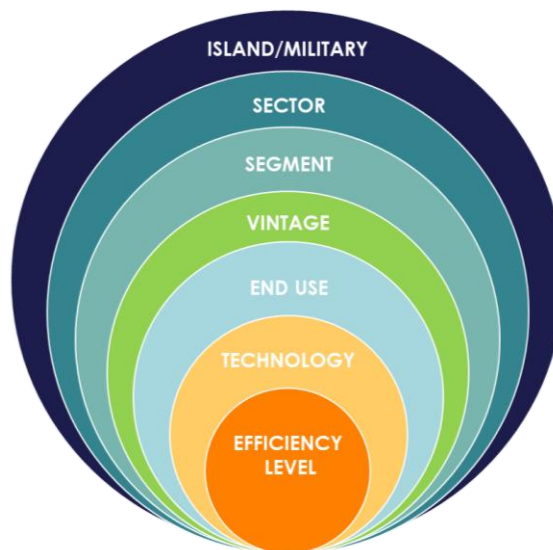 ISLAND/MILITARY
SECTOR
SEGMENT
VINTAGE
END USE
TECHNOLOGY
EFFICIENCY
LEVEL